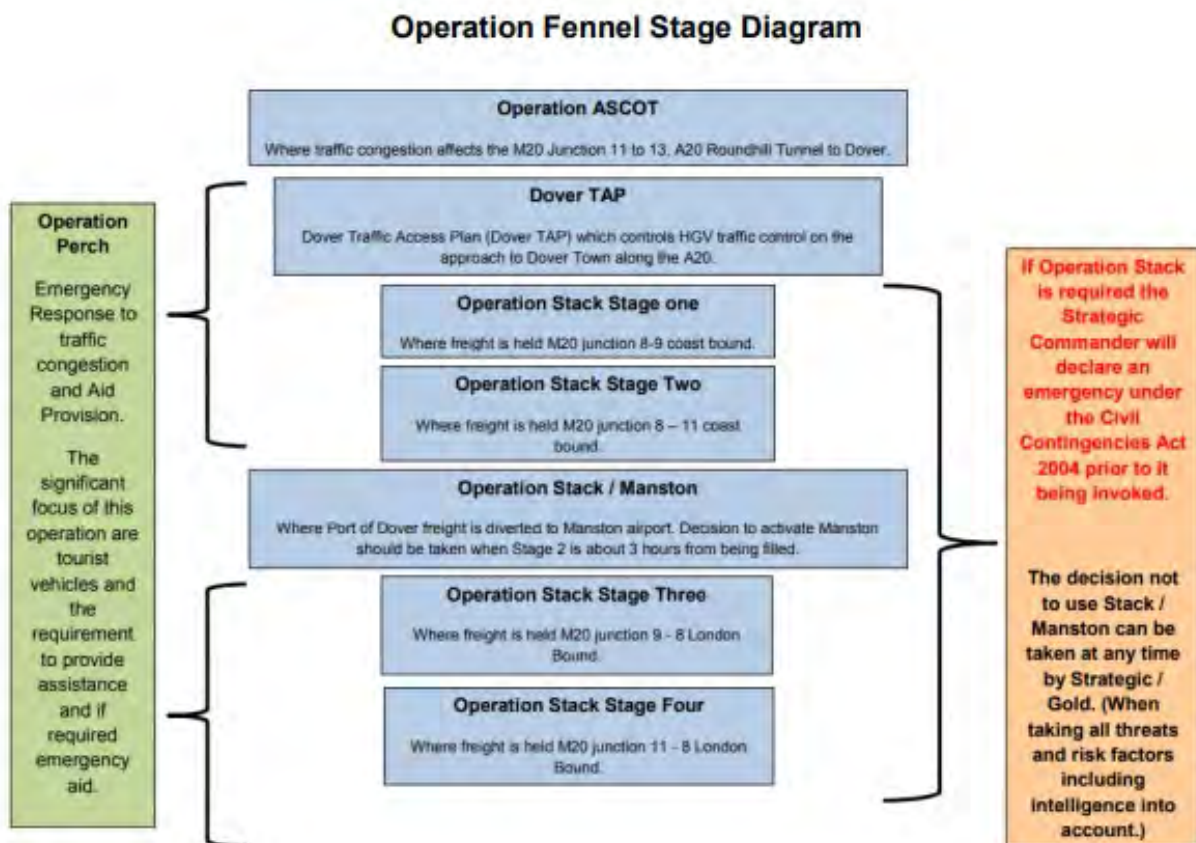 Operation Fennel Stage Diagram
Operation ASCOT
Where traffic congestion affects the M20 Junction 11 to 13, A20 Roundhill Tunnel to Dover.
Dover TAP
Dover Traffic Access Plan (Dover TAP) which controls HGV traffic control on the
approach to Dover Town along the A20.
Operation Stack Stage one
Where freight is held M20 junction 8-9 coast bound.
Operation Stack Stage Two
Where freight is held M20 junction 8 – 11 coast
bound.
Operation Stack / Manston
Where Port of Dover freight is diverted to Manston airport. Decision to activate Manston
should be taken when Stage 2 is about 3 hours from being filled.
Operation Stack Stage Three
Where freight is held M20 junction 9 - 8 London
Bound.
Operation Stack Stage Four
Where freight is held M20 junction 11 - 8 London
Bound.
Operation
Perch
Emergency
Response to
traffic
congestion
and Aid
Provision.
The
significant
focus of this
operation are
tourist
vehicles and
the
requirement
to provide
assistance
and if
required
emergency
aid.
If Operation Stack
is required the
Strategic
Commander will
declare an
emergency under
the Civil
Contingencies Act
2004 prior to it
being invoked.
The decision not
to use Stack /
Manston can be
taken at any time
by Strategic /
Gold. (When
taking all threats
and risk factors
including
intelligence into
account.)